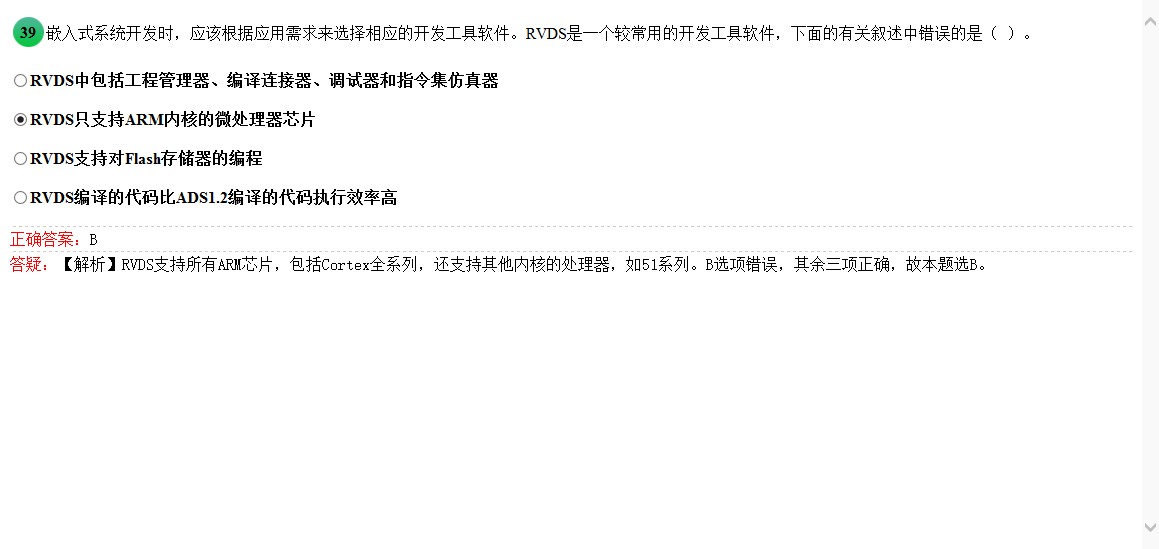 39 嵌入式系统开发时，应该根据应用需求来选择相应的开发工具软件。RVDS是一个较常用的开发工具软件，下面的有关叙述中错误的是（ ）。
RVDS中包括工程管理器、编译连接器、调试器和指令集仿真器
RVDS只支持ARM内核的微处理器芯片
RVDS支持对Flash存储器的编程
RVDS编译的代码比ADS1.2编译的代码执行效率高
正确答案：B
答疑：【解析】RVDS支持所有ARM芯片，包括Cortex全系列，还支持其他内核的处理器，如51系列。B选项错误，其余三项正确，故本题选B。